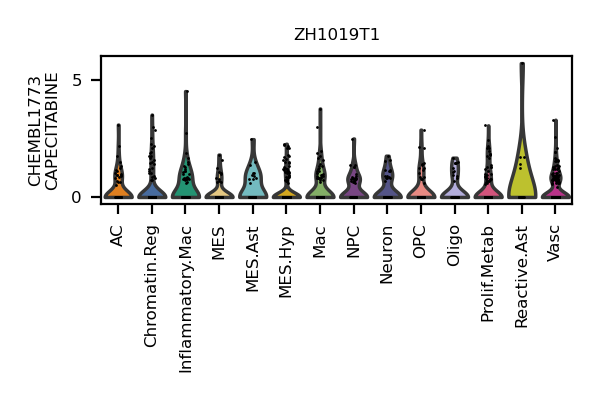 ZH1019T1
CHEMBL1773
CAPECITABINE
5
0
AC
Chromatin.Reg
Inflammatory.Mac
MES
MES.Ast
MES.Hyp
Mac
NPC
Neuron
OPC
Oligo
Prolif.Metab
Reactive.Ast
Vasc